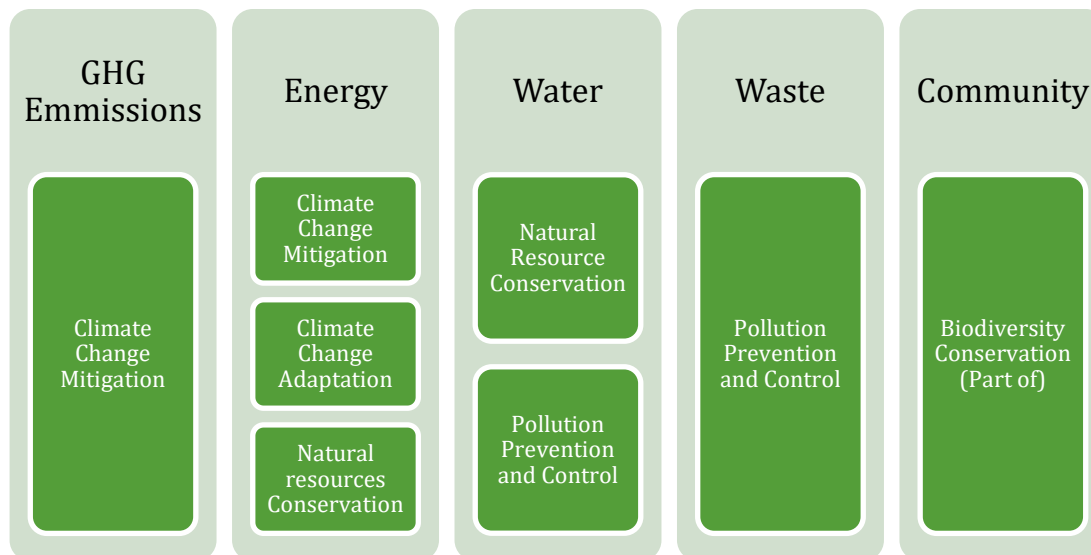 GHG
Emmissions
Climate
Change
Mitigation
Energy
Climate
Change
Mitigation
Climate
Change
Adaptation
Natural
resources
Conservation
Water
Natural
Resource
Conservation
Pollution
Prevention
and Control
Waste
Pollution
Prevention
and Control
Community
Biodiversity
Conservation
(Part of)